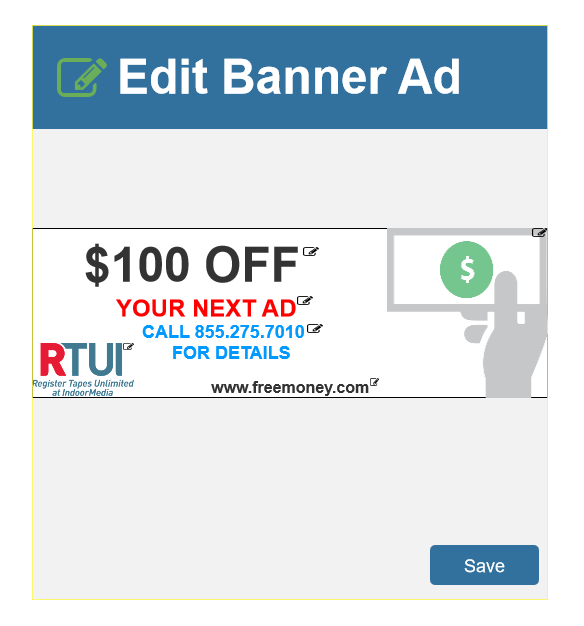 Edit Banner Ad
$100 OFF
$
YOUR NEXT AD
CALL 855.275.7010
FOR DETAILS
RTUI
Register Tapes Unlimited
at IndoorMedia
www.freemoney.com
Save